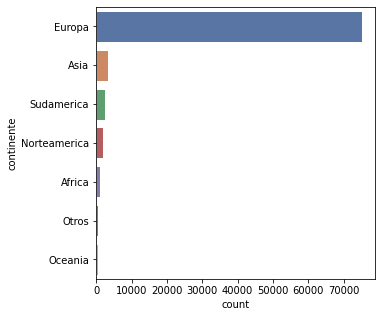 Europa
Asia
Sudamerica
Norteamerica
Africa
Otros
Oceania
continente
0 10000 20000 30000 40000 50000 60000 70000
count